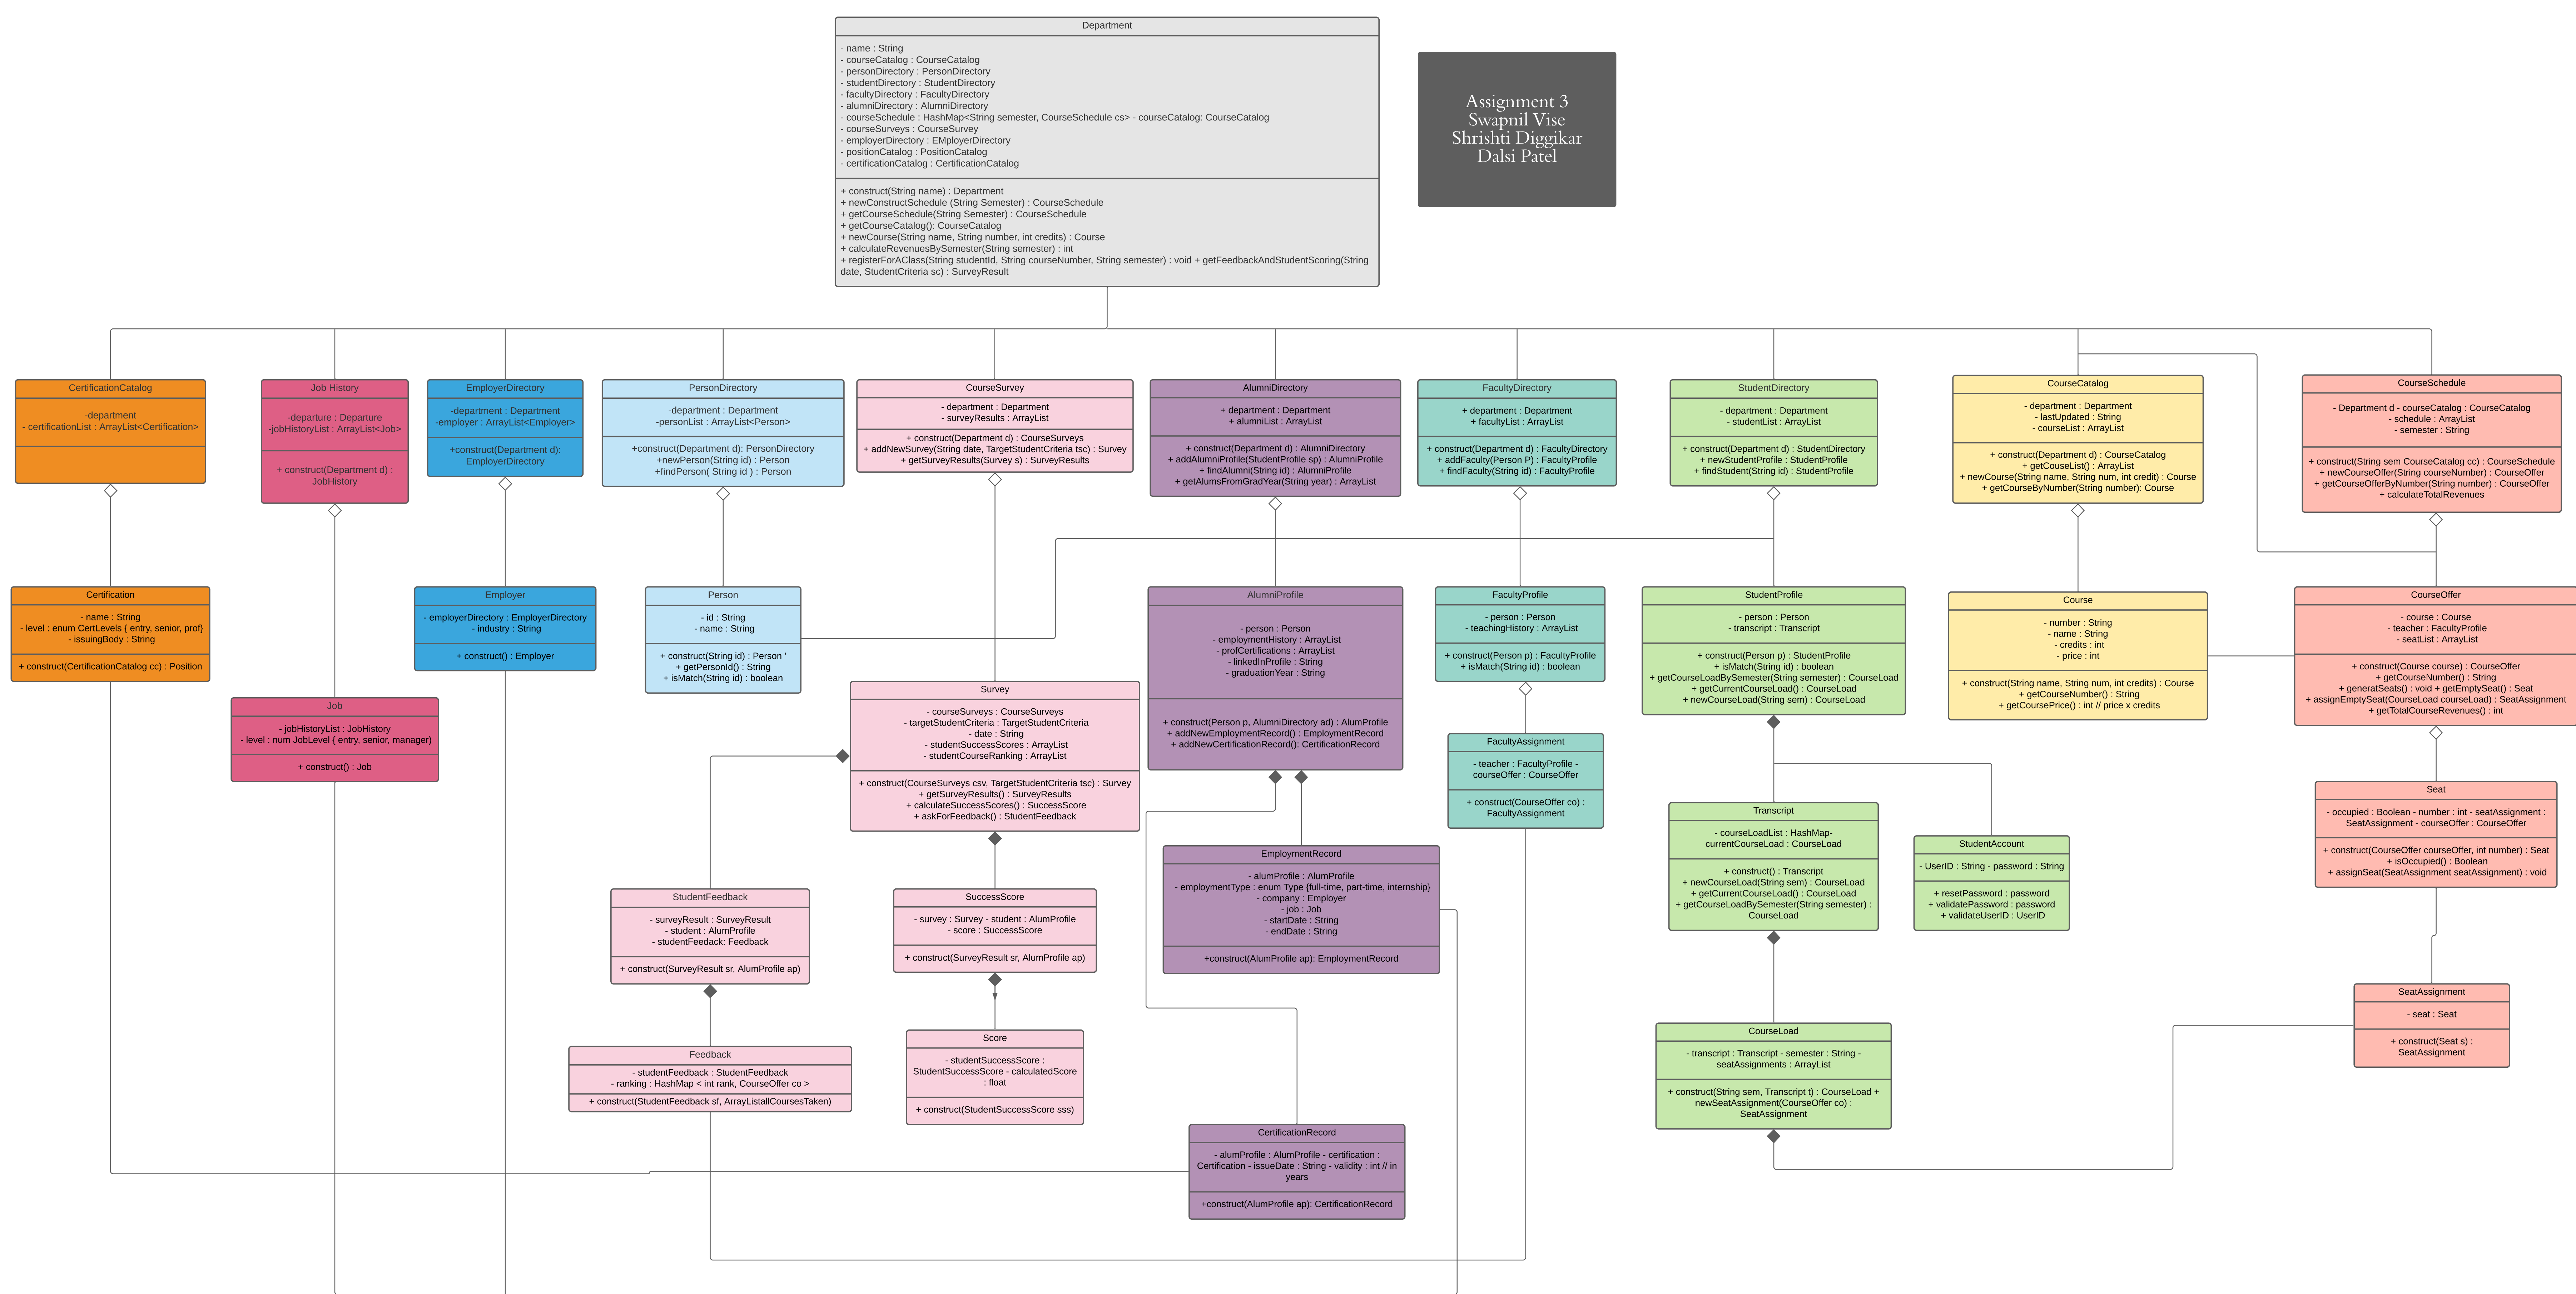 Department
- name : String
- courseCatalog : CourseCatalog
- personDirectory : PersonDirectory
- studentDirectory : StudentDirectory
- facultyDirectory : FacultyDirectory
- alumniDirectory : AlumniDirectory
- courseSchedule : HashMap<String semester, CourseSchedule cs> - courseCatalog: CourseCatalog
- courseSurveys : CourseSurvey
- employerDirectory : EMployerDirectory
- positionCatalog : PositionCatalog
- certificationCatalog : CertificationCatalog
+ construct(String name) : Department
+ newConstructSchedule (String Semester) : CourseSchedule
+ getCourseSchedule(String Semester) : CourseSchedule
+ getCourseCatalog(): CourseCatalog
+ newCourse(String name, String number, int credits) : Course
+ calculateRevenuesBySemester(String semester) : int
+ registerForAClass(String studentId, String courseNumber, String semester) : void + getFeedbackAndStudentScoring(String
date, StudentCriteria sc) : SurveyResult
Assignment 3
Swapnil Vise
Shrishti Diggikar
Dalsi Patel
CertificationCatalog
-department
- certificationList : ArrayList<Certification>
Job History
-departure : Departure
-jobHistoryList : ArrayList<Job>
+ construct(Department d) :
JobHistory
EmployerDirectory
-department : Department
-employer : ArrayList<Employer>
+construct(Department d):
EmployerDirectory
PersonDirectory
-department : Department
-personList : ArrayList<Person>
+construct(Department d): PersonDirectory
+newPerson(String id) : Person
+findPerson( String id ) : Person
CourseSurvey
- department : Department
- surveyResults : ArrayList
+ construct(Department d) : CourseSurveys
+ addNewSurvey(String date, TargetStudentCriteria tsc) : Survey
+ getSurveyResults(Survey s) : SurveyResults
AlumniDirectory
+ department : Department
+ alumniList : ArrayList
+ construct(Department d) : AlumniDirectory
+ addAlumniProfile(StudentProfile sp) : AlumniProfile
+ findAlumni(String id) : AlumniProfile
+ getAlumsFromGradYear(String year) : ArrayList
FacultyDirectory
+ department : Department
+ facultyList : ArrayList
+ construct(Department d) : FacultyDirectory
+ addFaculty(Person P) : FacultyProfile
+ findFaculty(String id) : FacultyProfile
StudentDirectory
- department : Department
- studentList : ArrayList
+ construct(Department d) : StudentDirectory
+ newStudentProfile : StudentProfile
+ findStudent(String id) : StudentProfile
CourseCatalog
- department : Department
- lastUpdated : String
- courseList : ArrayList
+ construct(Department d) : CourseCatalog
+ getCouseList() : ArrayList
+ newCourse(String name, String num, int credit) : Course
+ getCourseByNumber(String number): Course
CourseSchedule
- Department d - courseCatalog : CourseCatalog
- schedule : ArrayList
- semester : String
+ construct(String sem CourseCatalog cc) : CourseSchedule
+ newCourseOffer(String courseNumber) : CourseOffer
+ getCourseOfferByNumber(String number) : CourseOffer
+ calculateTotalRevenues
Certification
- name : String
- level : enum CertLevels { entry, senior, prof}
- issuingBody : String
+ construct(CertificationCatalog cc) : Position
Employer
- employerDirectory : EmployerDirectory
- industry : String
+ construct() : Employer
Person
- id : String
- name : String
+ construct(String id) : Person '
+ getPersonId() : String
+ isMatch(String id) : boolean
AlumniProfile
- person : Person
- employmentHistory : ArrayList
- profCertifications : ArrayList
- linkedInProfile : String
- graduationYear : String
+ construct(Person p, AlumniDirectory ad) : AlumProfile
+ addNewEmploymentRecord() : EmploymentRecord
+ addNewCertificationRecord(): CertificationRecord
FacultyProfile
- person : Person
- teachingHistory : ArrayList
+ construct(Person p) : FacultyProfile
+ isMatch(String id) : boolean
StudentProfile
- person : Person
- transcript : Transcript
+ construct(Person p) : StudentProfile
+ isMatch(String id) : boolean
+ getCourseLoadBySemester(String semester) : CourseLoad
+ getCurrentCourseLoad() : CourseLoad
+ newCourseLoad(String sem) : CourseLoad
Course
- number : String
- name : String
- credits : int
- price : int
+ construct(String name, String num, int credits) : Course
+ getCourseNumber() : String
+ getCoursePrice() : int // price x credits
CourseOffer
- course : Course
- teacher : FacultyProfile
- seatList : ArrayList
+ construct(Course course) : CourseOffer
+ getCourseNumber() : String
+ generatSeats() : void + getEmptySeat() : Seat
+ assignEmptySeat(CourseLoad courseLoad) : SeatAssignment
+ getTotalCourseRevenues() : int
Job
- jobHistoryList : JobHistory
- level : num JobLevel { entry, senior, manager)
+ construct() : Job
Survey
- courseSurveys : CourseSurveys
- targetStudentCriteria : TargetStudentCriteria
- date : String
- studentSuccessScores : ArrayList
- studentCourseRanking : ArrayList
+ construct(CourseSurveys csv, TargetStudentCriteria tsc) : Survey
+ getSurveyResults() : SurveyResults
+ calculateSuccessScores() : SuccessScore
+ askForFeedback() : StudentFeedback
FacultyAssignment
- teacher : FacultyProfile -
courseOffer : CourseOffer
+ construct(CourseOffer co) :
FacultyAssignment
Transcript
- courseLoadList : HashMap-
currentCourseLoad : CourseLoad
+ construct() : Transcript
+ newCourseLoad(String sem) : CourseLoad
+ getCurrentCourseLoad() : CourseLoad
+ getCourseLoadBySemester(String semester) :
CourseLoad
StudentAccount
- UserID : String - password : String
+ resetPassword : password
+ validatePassword : password
+ validateUserID : UserID
Seat
- occupied : Boolean - number : int - seatAssignment :
SeatAssignment - courseOffer : CourseOffer
+ construct(CourseOffer courseOffer, int number) : Seat
+ isOccupied() : Boolean
+ assignSeat(SeatAssignment seatAssignment) : void
StudentFeedback
- surveyResult : SurveyResult
- student : AlumProfile
- studentFeedack: Feedback
+ construct(SurveyResult sr, AlumProfile ap)
SuccessScore
- survey : Survey - student : AlumProfile
- score : SuccessScore
+ construct(SurveyResult sr, AlumProfile ap)
EmploymentRecord
- alumProfile : AlumProfile
- employmentType : enum Type {full-time, part-time, internship}
- company : Employer
- job : Job
- startDate : String
- endDate : String
+construct(AlumProfile ap): EmploymentRecord
SeatAssignment
- seat : Seat
+ construct(Seat s) :
SeatAssignment
Feedback
- studentFeedback : StudentFeedback
- ranking : HashMap < int rank, CourseOffer co >
+ construct(StudentFeedback sf, ArrayListallCoursesTaken)
Score
- studentSuccessScore :
StudentSuccessScore - calculatedScore
: float
+ construct(StudentSuccessScore sss)
CourseLoad
- transcript : Transcript - semester : String -
seatAssignments : ArrayList
+ construct(String sem, Transcript t) : CourseLoad +
newSeatAssignment(CourseOffer co) :
SeatAssignment
CertificationRecord
- alumProfile : AlumProfile - certification :
Certification - issueDate : String - validity : int // in
years
+construct(AlumProfile ap): CertificationRecord